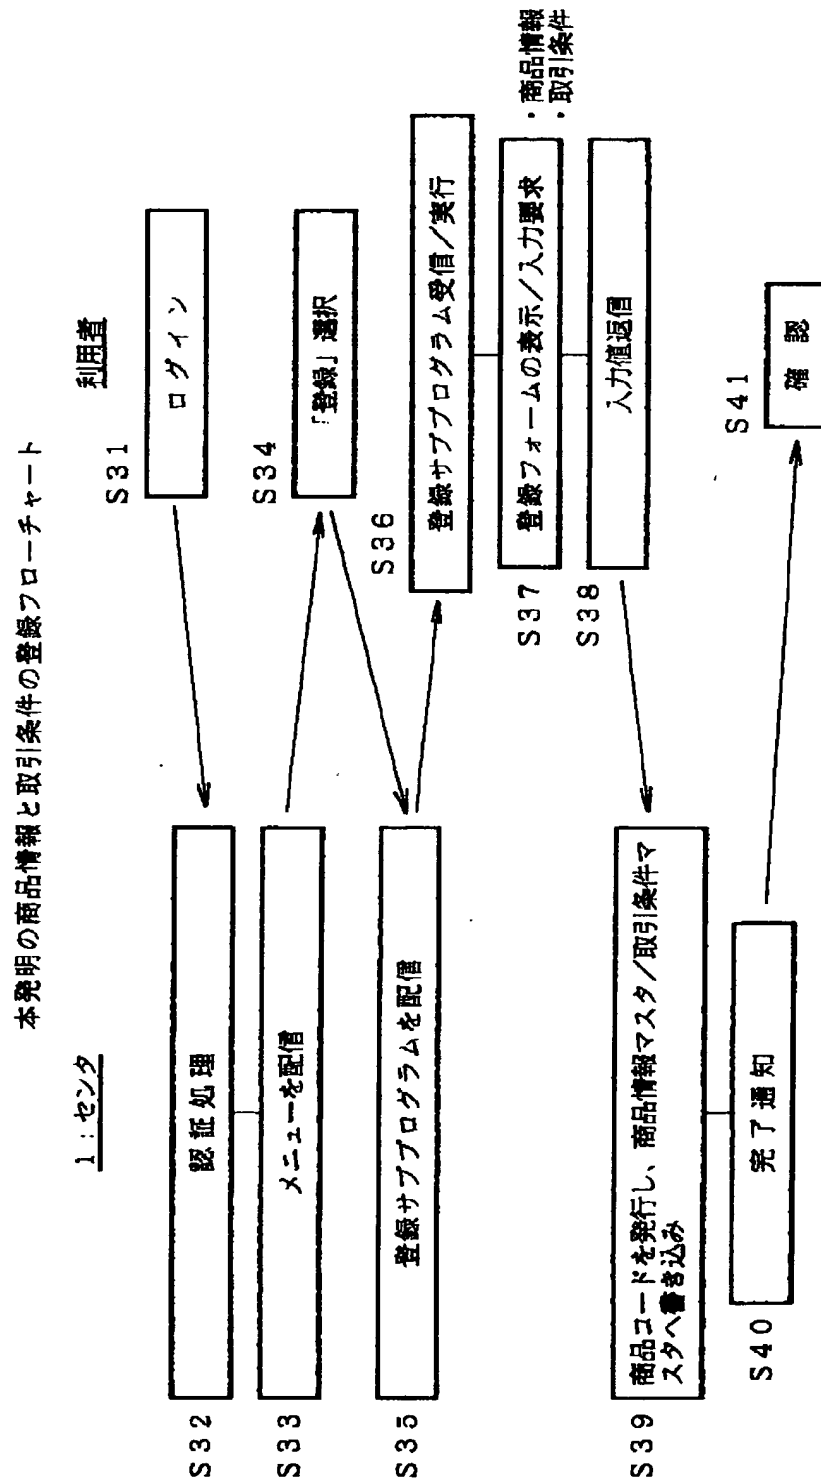 本発明の商品情報と取引条件の登録フローチャート
1:センタ
利用者
S31
ログイン
S32
認証処理
S33
メニューを配信
S34
「登録」選択
S35
登録サブプログラムを配信
S36
登録サブプログラム受信/実行
S37
登録フォームの表示/入力要求
・商品情報
・取引条件
S38
入力値返信
S39
商品コードを発行し、商品情報マスタ/取引条件マ
スタへ書き込み
S40
完了通知
S41
確認